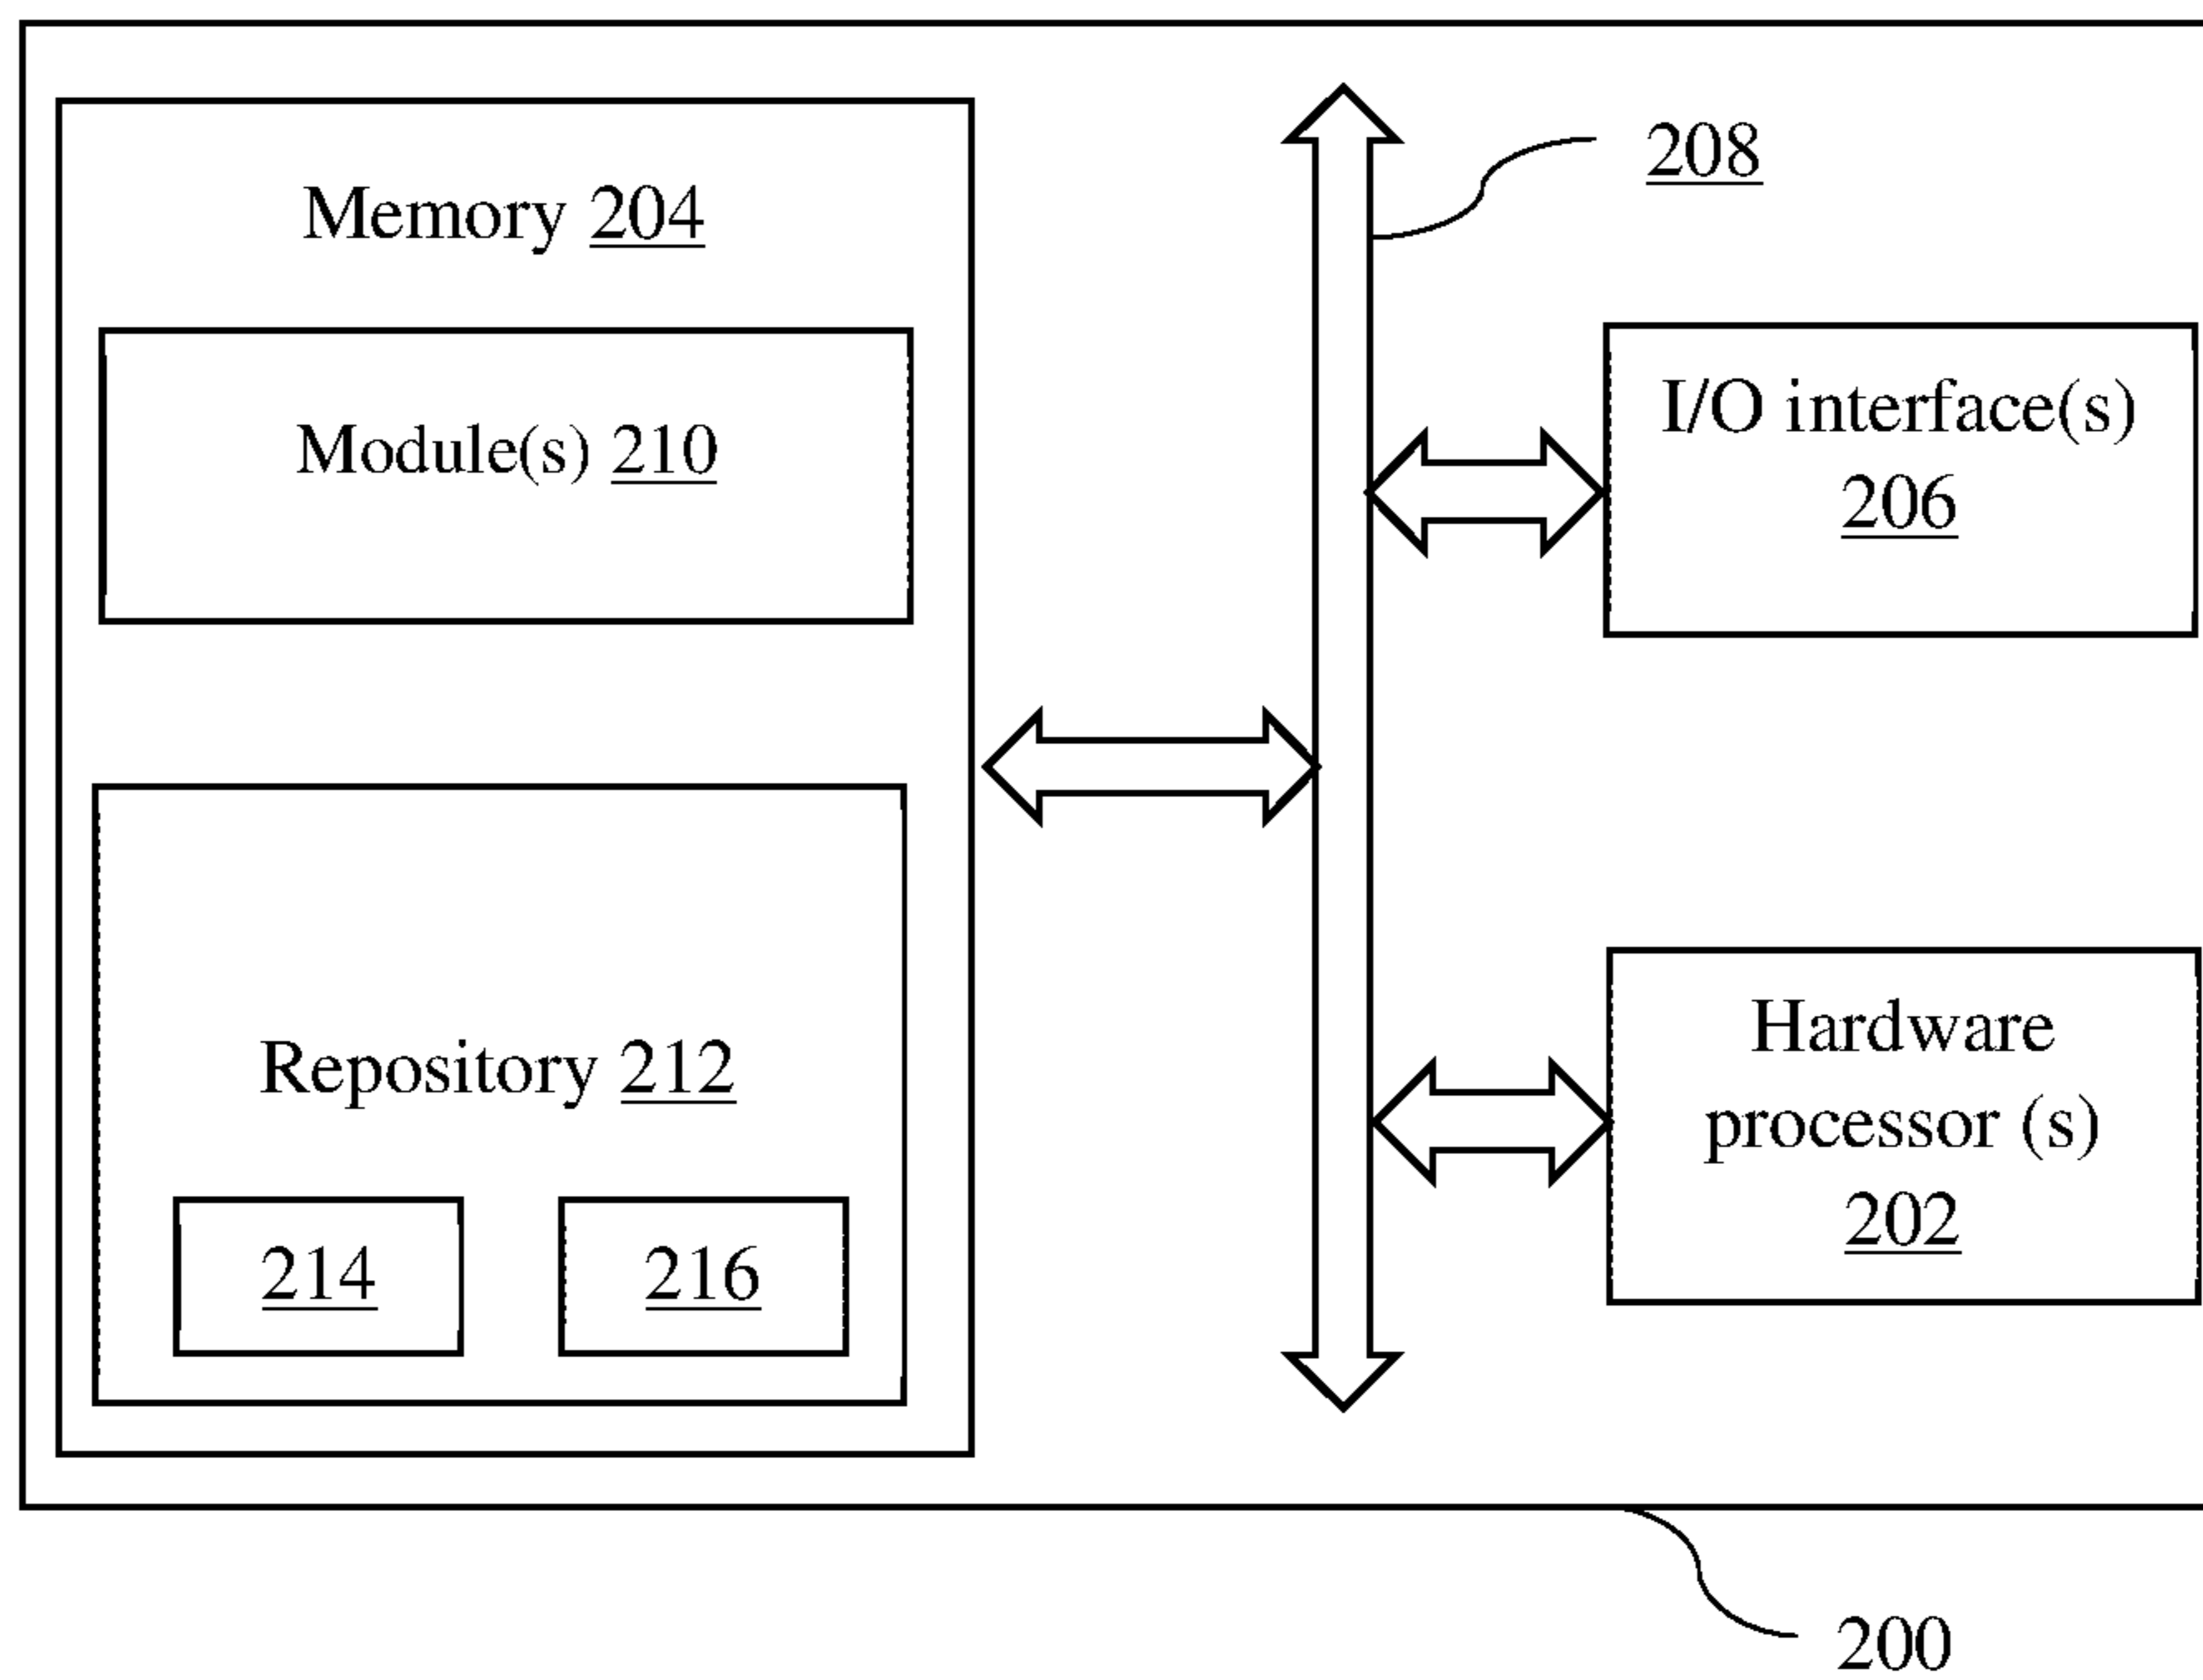 Memory 204
Module(s) 210
Repository 212
214
216
208
I/O interface(s)
206
Hardware
processor (s)
202
200